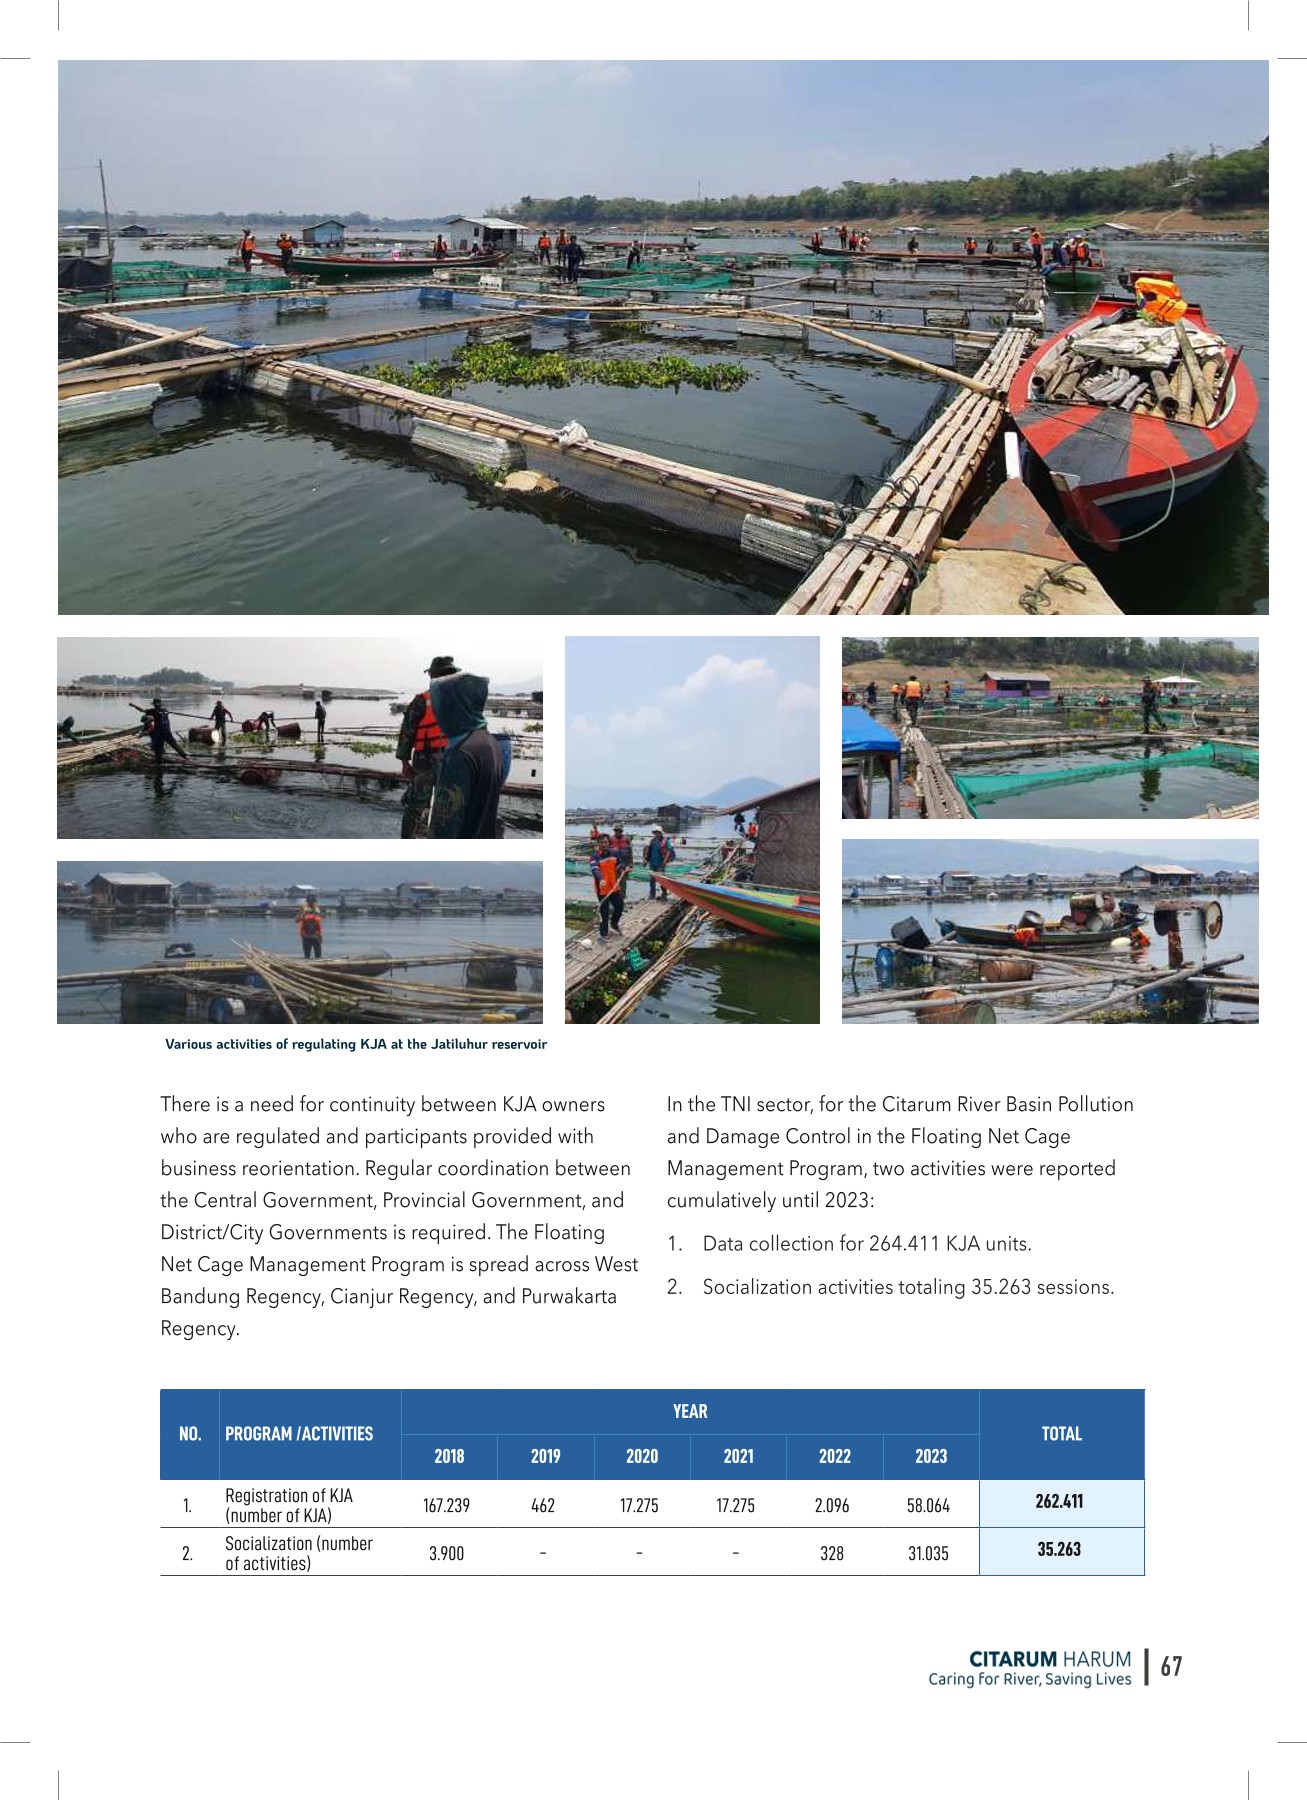 Various activities of regulating KJA at the Jatiluhur reservoir
There is a need for continuity between KJA owners
who are regulated and participants provided with
business reorientation. Regular coordination between
the Central Government, Provincial Government, and
District/City Governments is required. The Floating
Net Cage Management Program is spread across West
Bandung Regency, Cianjur Regency, and Purwakarta
Regency.
In the TNI sector, for the Citarum River Basin Pollution
and Damage Control in the Floating Net Cage
Management Program, two activities were reported
cumulatively until 2023:
1. Data collection for 264.411 KJA units.
2. Socialization activities totaling 35.263 sessions.
NO. PROGRAM /ACTIVITIES YEAR TOTAL
2018 2019 2020 2021 2022 2023
1. Registration of KJA (number of KJA) 167.239 462 17.275 17.275 2.096 58.064 262.411
2. Socialization (number of activities) 3.900 – – – 328 31.035 35.263
CITARUM HARUM
Caring for River, Saving Lives
67